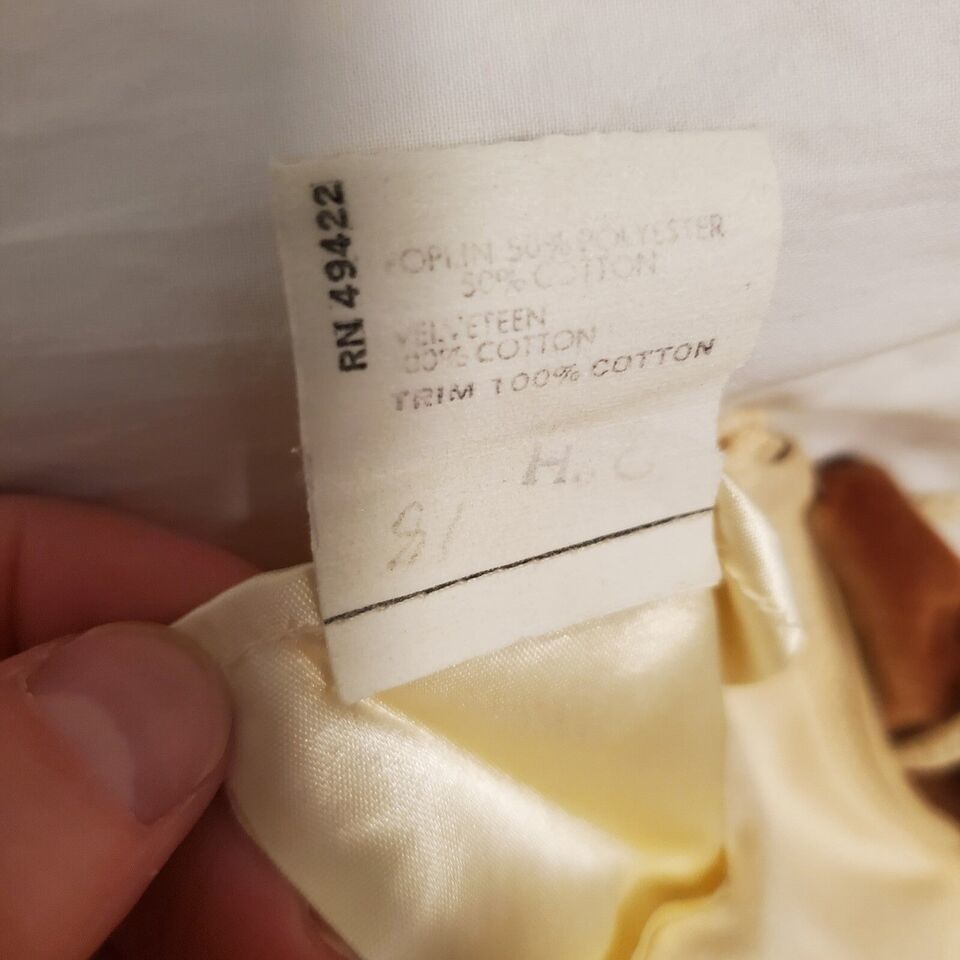 RN 49422
POPLIN 50% POLYESTER
50% COTTON
VELVETEEN
COTTON
TRIM 100% COTTON
H.